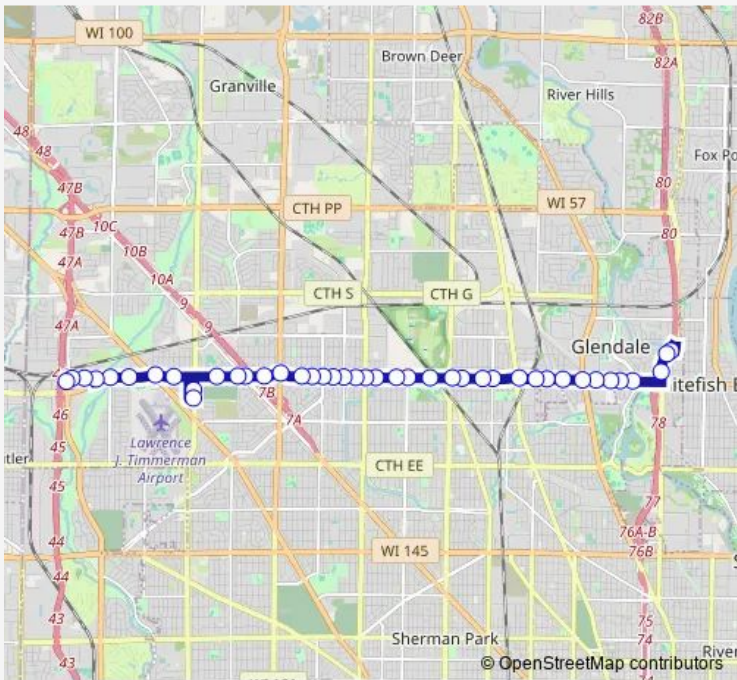 82B
WI 100
Brown Deer
82A
Granville
River Hills
48
48
Fox Po
47B
80
WI 57
CTH PP
10C
47B
80
10B
47A
10A
CTH S
CTH G
9
9
47A
Glendale
itefish B
46
7B
78
7A
Lawrence
J. Timmerman
Airport
45
tler
CTH EE
45
77
76A-B
76B
44
WI 145
44
75
43
74
Sherman Park
River
43
© OpenStreetMap contributors